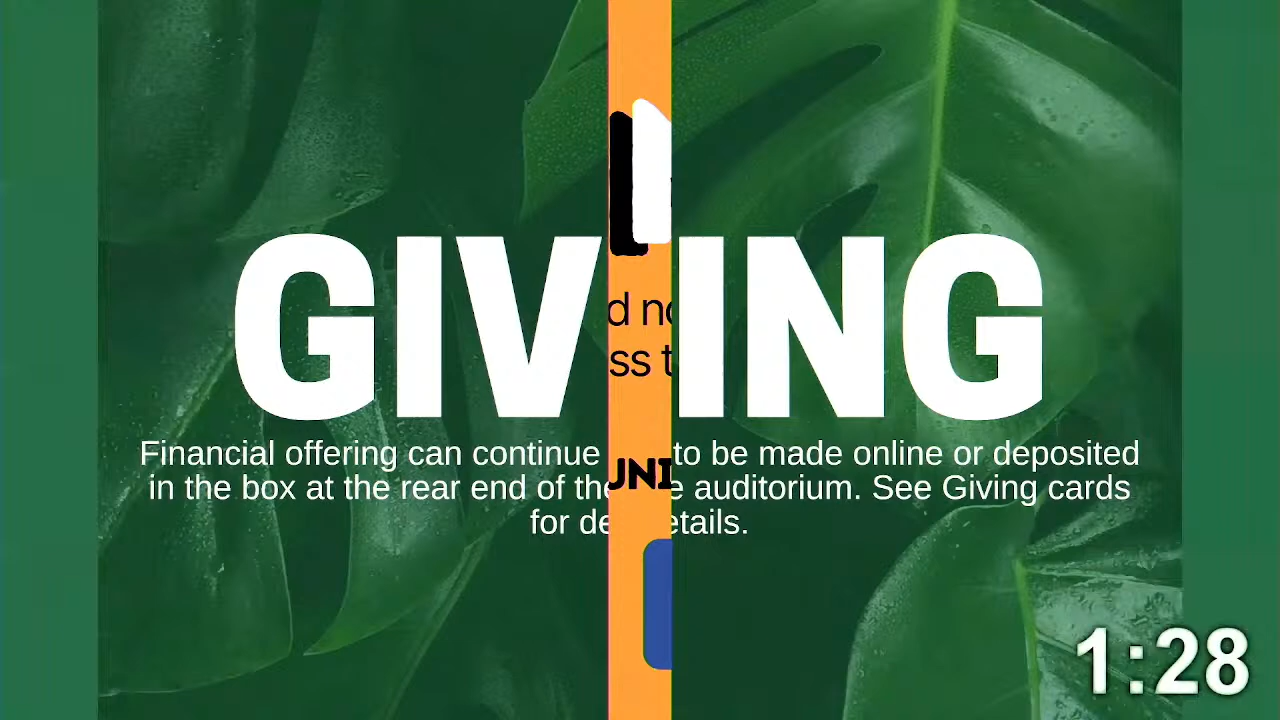 GIVING
Financial offering can continue to be made online or deposited
in the box at the rear end of the auditorium. See Giving cards
for details.
1:28